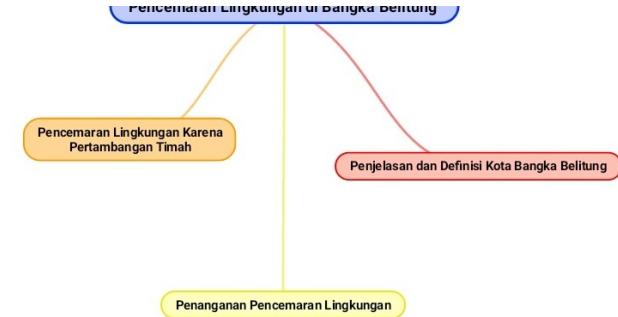 Pencemaran Lingkungan di Bangka Belitung
Pencemaran Lingkungan Karena
Pertambangan Timah
Penjelasan dan Definisi Kota Bangka Belitung
Penanganan Pencemaran Lingkungan